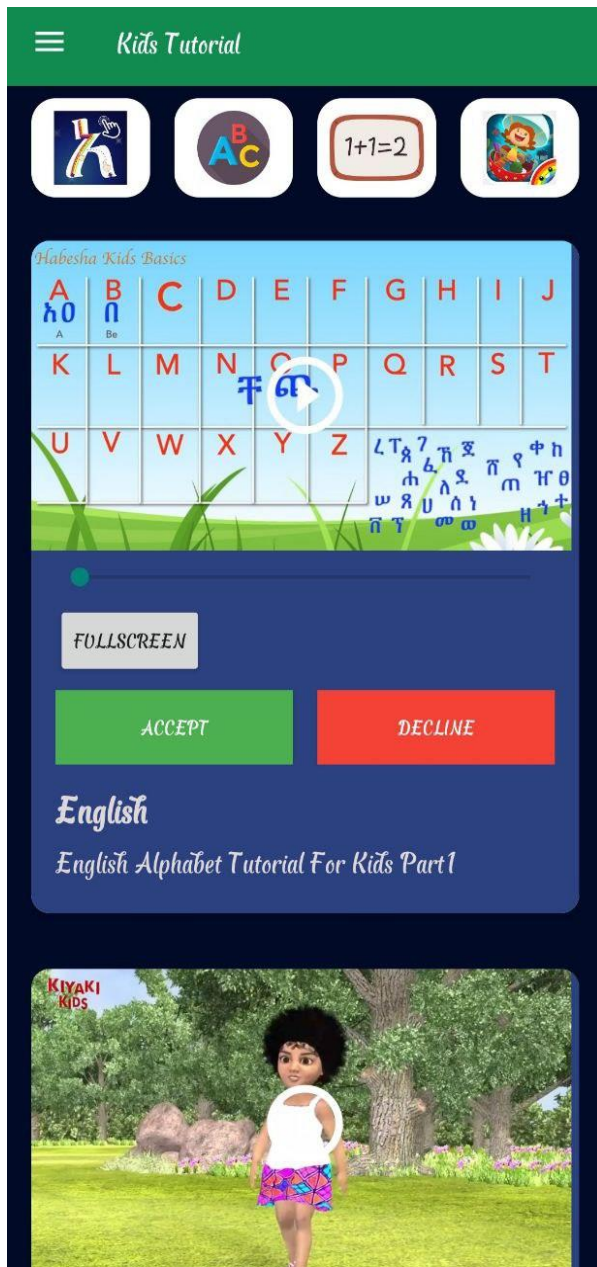 Kids Tutorial
ሕ
A B C
1+1=2
Habesha Kids Basics
A B C D E F G H I J
አዐ በ
A Be
K L M N O P Q R S T
ቸ ጩ
U V W X Y Z
FULLSCREEN
ACCEPT DECLINE
English
English Alphabet Tutorial For Kids Part1
KIYAKI
KIDS